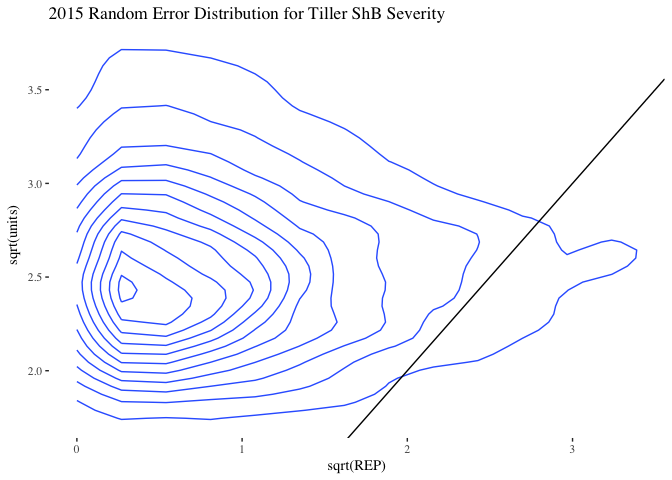 2015 Random Error Distribution for Tiller ShB Severity
sqrt(units)
3.5
3.0
2.5
2.0
0 1 2 3
sqrt(REP)